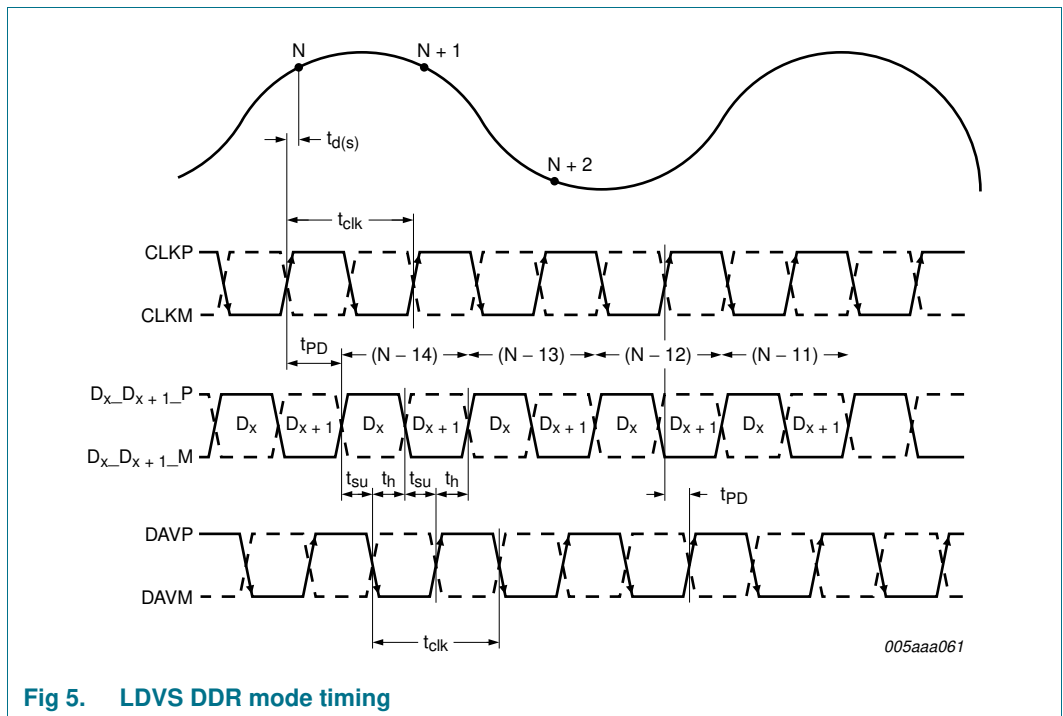 N
N + 1
t_d(s)
N + 2
t_clk
CLKP
CLKM
t_PD
(N − 14)
(N − 13)
(N − 12)
(N − 11)
D_x_D_x + 1_P
D_x
D_x + 1
D_x
D_x + 1
D_x
D_x + 1
D_x
D_x + 1
D_x
D_x + 1
D_x_D_x + 1_M
t_su
t_h
t_su
t_h
t_PD
DAVP
DAVM
t_clk
005aaa061
Fig 5. LDVS DDR mode timing